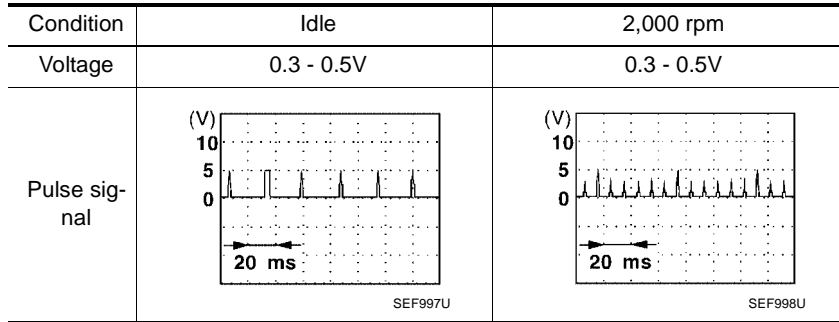 Condition Idle 2,000 rpm
Voltage 0.3 - 0.5V 0.3 - 0.5V
Pulse sig-
nal
(V)
10
5
0
20 ms
SEF997U
(V)
10
5
0
20 ms
SEF998U